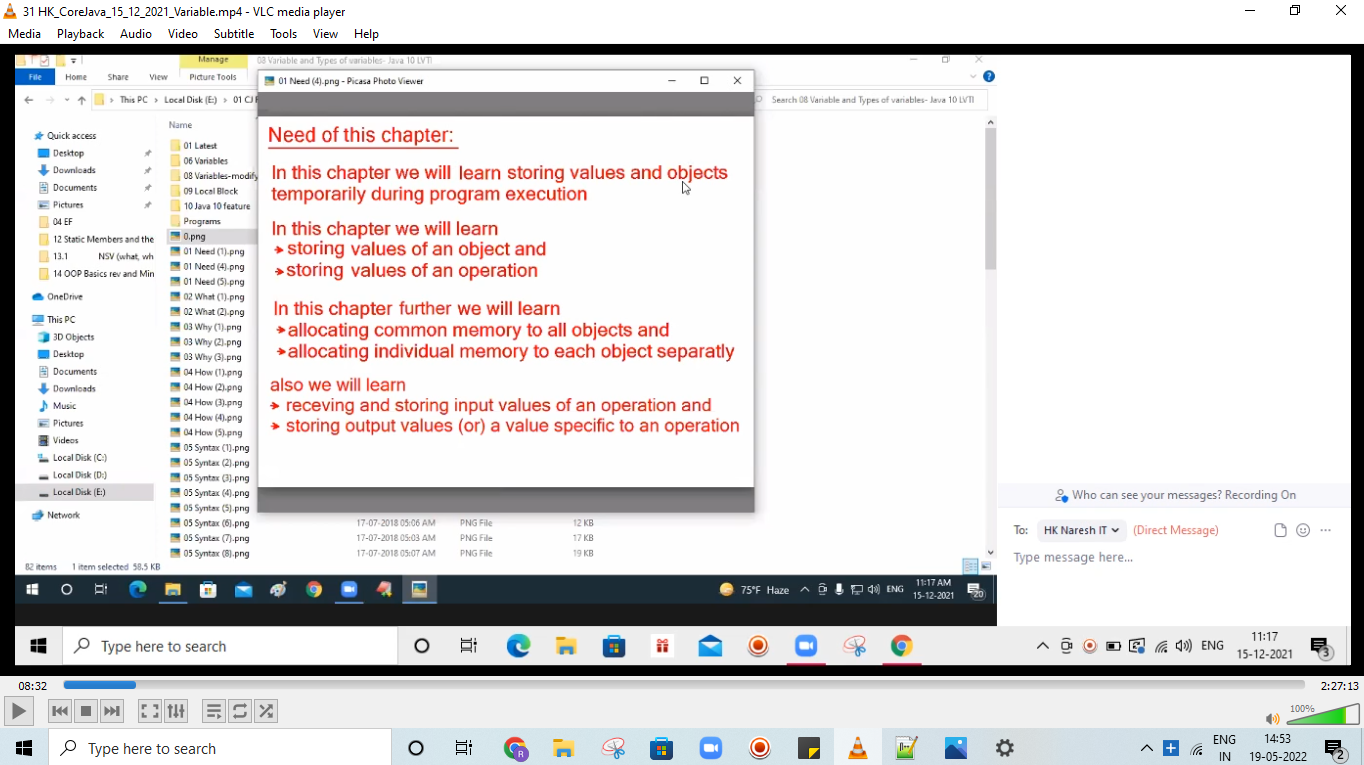 31 HK_CoreJava_15_12_2021_Variable.mp4 - VLC media player
Media Playback Audio Video Subtitle Tools View Help
Manage
08 Variable and Types of variables- Java 10 LVTI
File Home Share View Picture Tools
01 Need (4).png - Picasa Photo Viewer
This PC > Local Disk (E:) > 01 CJ
Search 08 Variable and Types of variables- Java 10 LVTI
Quick access
Desktop
Downloads
Documents
Pictures
04 EF
12 Static Members and the
13.1 NSV (what, wh
14 OOP Basics rev and Min
OneDrive
This PC
3D Objects
Desktop
Documents
Downloads
Music
Pictures
Videos
Local Disk (C:)
Local Disk (D:)
Local Disk (E:)
Network
Name
01 Latest
06 Variables
08 Variables-modify
09 Local Block
10 Java 10 feature
Programs
0.png
01 Need (1).png
01 Need (4).png
01 Need (5).png
02 What (1).png
02 What (2).png
03 Why (1).png
03 Why (2).png
03 Why (3).png
04 How (1).png
04 How (2).png
04 How (3).png
04 How (4).png
04 How (5).png
05 Syntax (1).png
05 Syntax (2).png
05 Syntax (3).png
05 Syntax (4).png
05 Syntax (5).png
05 Syntax (6).png 17-07-2018 05:06 AM PNG File 12 KB
05 Syntax (7).png 17-07-2018 05:03 AM PNG File 17 KB
05 Syntax (8).png 17-07-2018 05:07 AM PNG File 19 KB
82 items 1 item selected 58.5 KB
Need of this chapter:
In this chapter we will learn storing values and objects
temporarily during program execution
In this chapter we will learn
storing values of an object and
storing values of an operation
In this chapter further we will learn
allocating common memory to all objects and
allocating individual memory to each object separatly
also we will learn
receving and storing input values of an operation and
storing output values (or) a value specific to an operation
Who can see your messages? Recording On
To: HK Naresh IT (Direct Message)
Type message here...
75°F Haze ENG 11:17 AM
15-12-2021
20
Type here to search
ENG 11:17
15-12-2021
3
08:32 2:27:13
100%
Type here to search
R
ENG
IN
14:53
19-05-2022
2